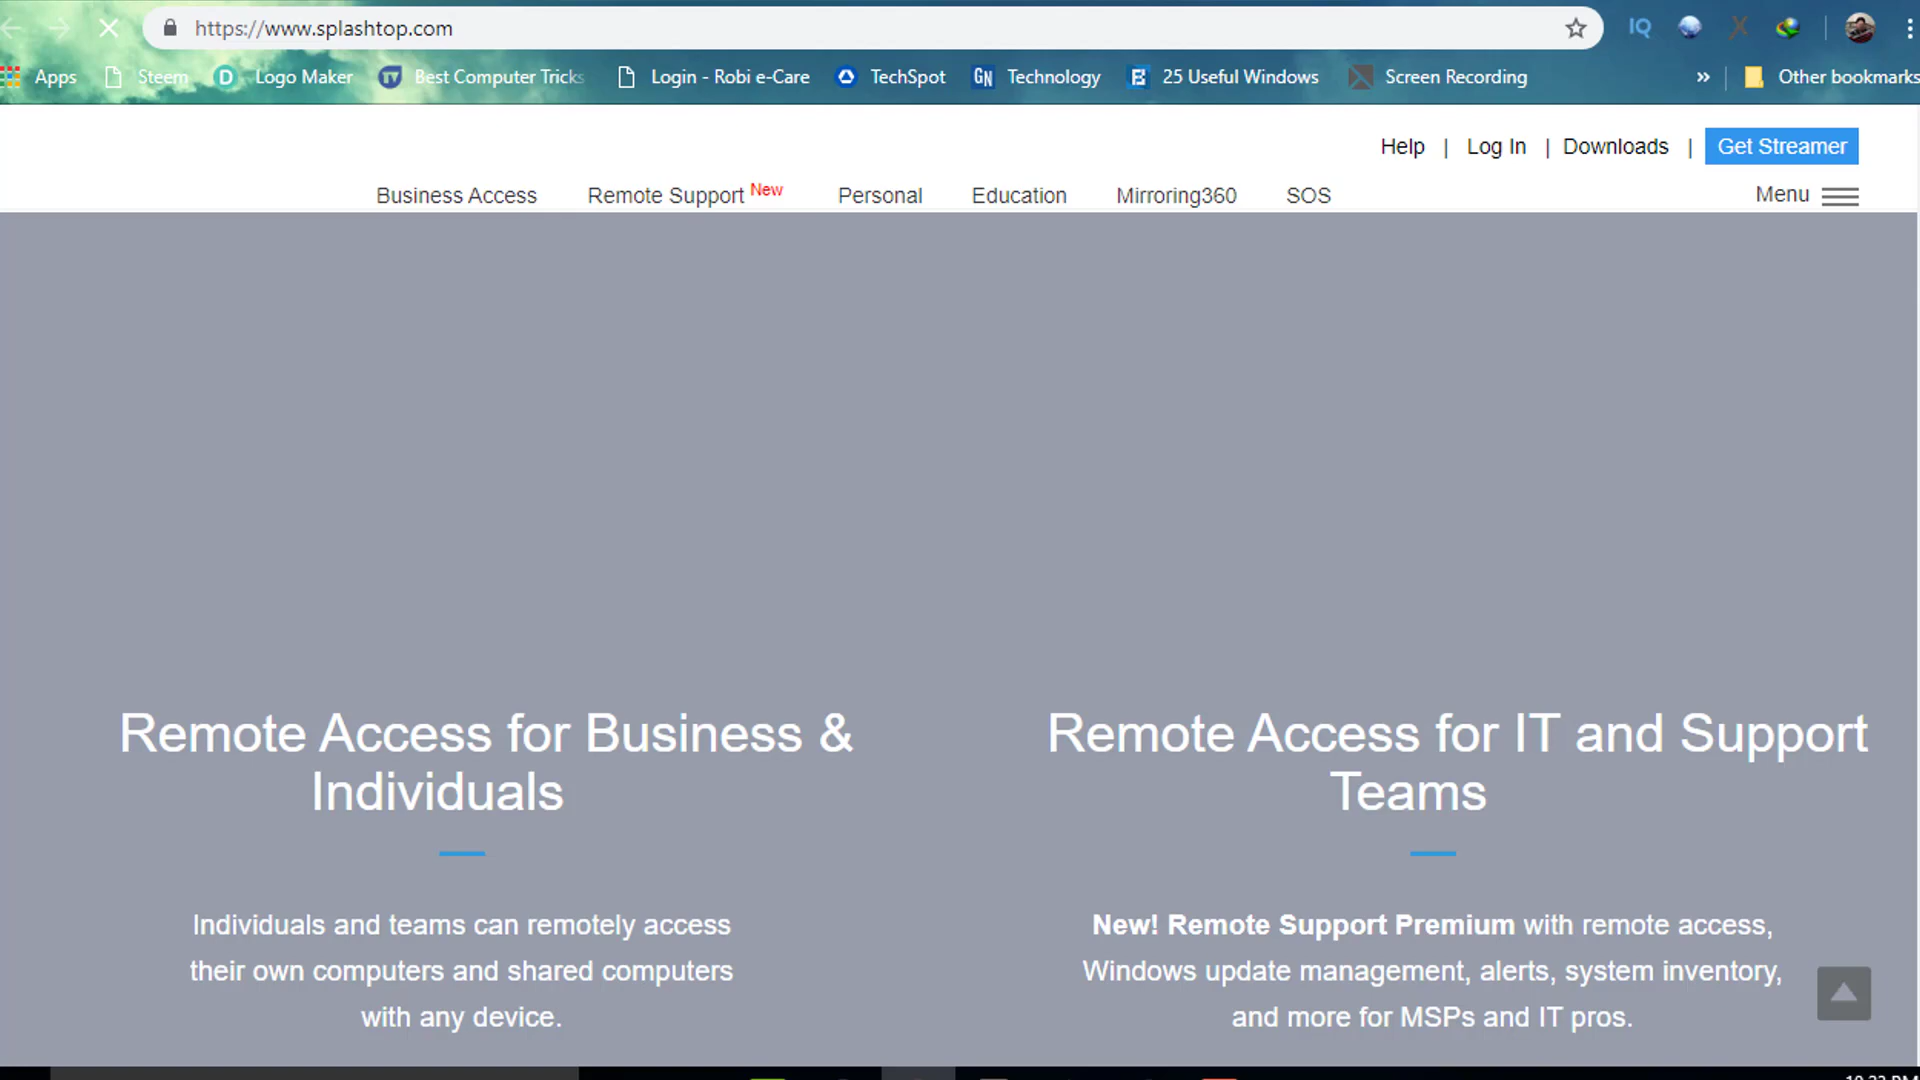 https://www.splashtop.com
IQ
Apps Steem Logo Maker Best Computer Tricks Login - Robi e-Care TechSpot GN Technology 25 Useful Windows Screen Recording » Other bookmarks
Help | Log In | Downloads | Get Streamer
Business Access Remote Support New Personal Education Mirroring360 SOS Menu
Remote Access for Business &
Individuals
Individuals and teams can remotely access
their own computers and shared computers
with any device.
Remote Access for IT and Support
Teams
New! Remote Support Premium with remote access,
Windows update management, alerts, system inventory,
and more for MSPs and IT pros.